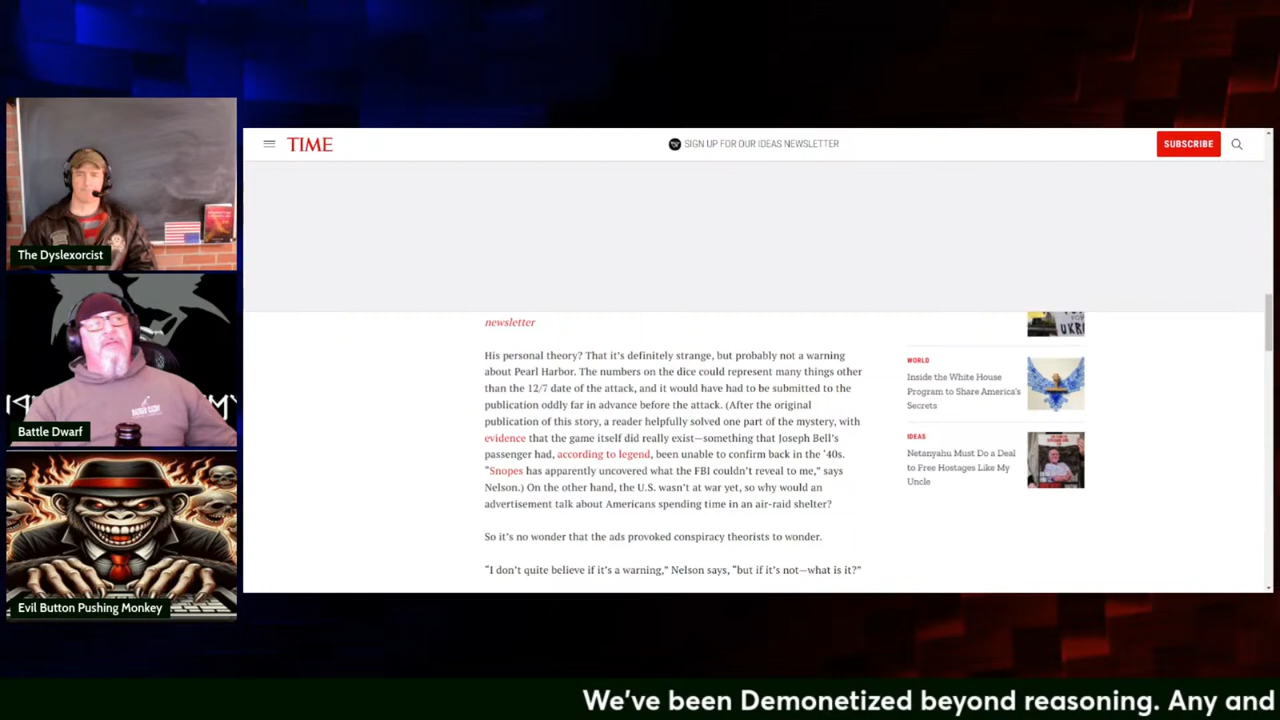 The Dyslexorcist
Battle Dwarf
Evil Button Pushing Monkey
TIME
SIGN UP FOR OUR IDEAS NEWSLETTER
SUBSCRIBE
newsletter
His personal theory? That it's definitely strange, but probably not a warning
about Pearl Harbor. The numbers on the dice could represent many things other
than the 12/7 date of the attack, and it would have had to be submitted to the
publication oddly far in advance before the attack. (After the original
publication of this story, a reader helpfully solved one part of the mystery, with
evidence that the game itself did really exist—something that Joseph Bell's
passenger had, according to legend, been unable to confirm back in the '40s.
“Snopes has apparently uncovered what the FBI couldn't reveal to me,” says
Nelson.) On the other hand, the U.S. wasn't at war yet, so why would an
advertisement talk about Americans spending time in an air-raid shelter?
So it's no wonder that the ads provoked conspiracy theorists to wonder.
“I don't quite believe if it's a warning,” Nelson says, “but if it's not—what is it?”
UKR
WORLD
Inside the White House
Program to Share America's
Secrets
IDEAS
Netanyahu Must Do a Deal
to Free Hostages Like My
Uncle
We've been Demonetized beyond reasoning. Any and